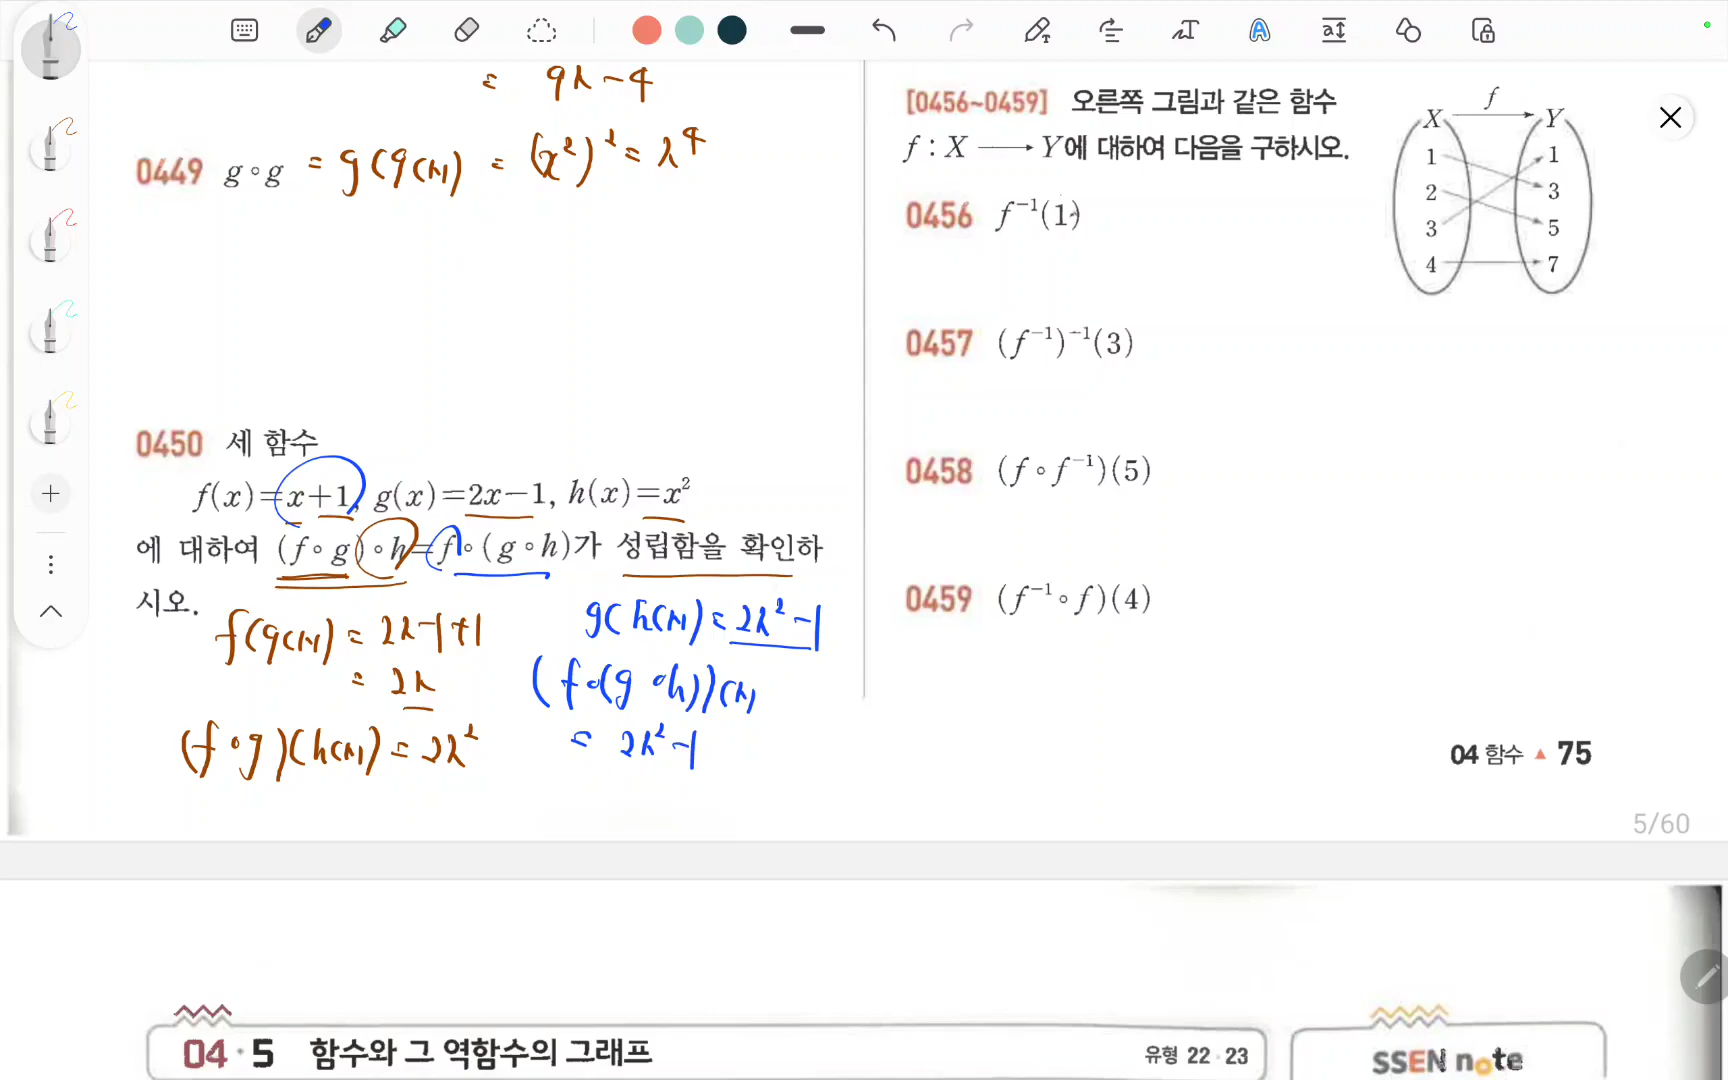 = 9x-4
0449 g∘g = g(g(x)) = (x²)² = x⁴
0450 세 함수
f(x)=x+1, g(x)=2x-1, h(x)=x²
에 대하여 (f∘g)∘h=f∘(g∘h)가 성립함을 확인하
시오.
f(g(x)) = 2x-1+1
= 2x
(f∘g)(h(x)) = 2x²
g(h(x)) = 2x²-1
(f∘(g∘h))(x)
= 2x²-1
[0456~0459] 오른쪽 그림과 같은 함수
f : X → Y에 대하여 다음을 구하시오.
X f Y
1 1
2 3
3 5
4 7
0456 f⁻¹(1)
0457 (f⁻¹)⁻¹(3)
0458 (f∘f⁻¹)(5)
0459 (f⁻¹∘f)(4)
04 함수 ▲ 75
5/60
04·5 함수와 그 역함수의 그래프
유형 22·23
SSEN note